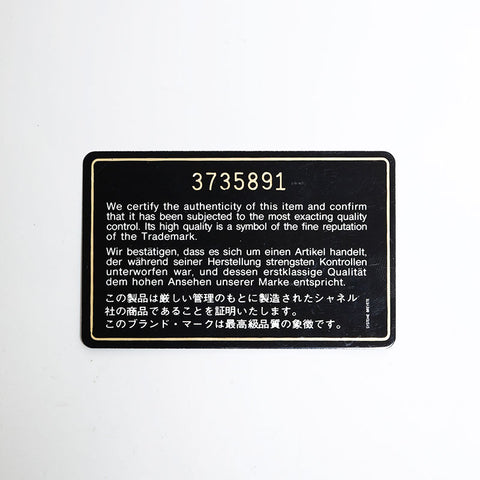 3735891
We certify the authenticity of this item and confirm
that it has been subjected to the most exacting quality
control. Its high quality is a symbol of the fine reputation
of the Trademark.
Wir bestätigen, dass es sich um einen Artikel handelt,
der während seiner Herstellung strengsten Kontrollen
unterworfen war, und dessen erstklassige Qualität
dem hohen Ansehen unserer Marke entspricht.
この製品は厳しい管理のもとに製造されたシャネル
社の商品であることを証明いたします。
このブランド・マークは最高級品質の象徴です。